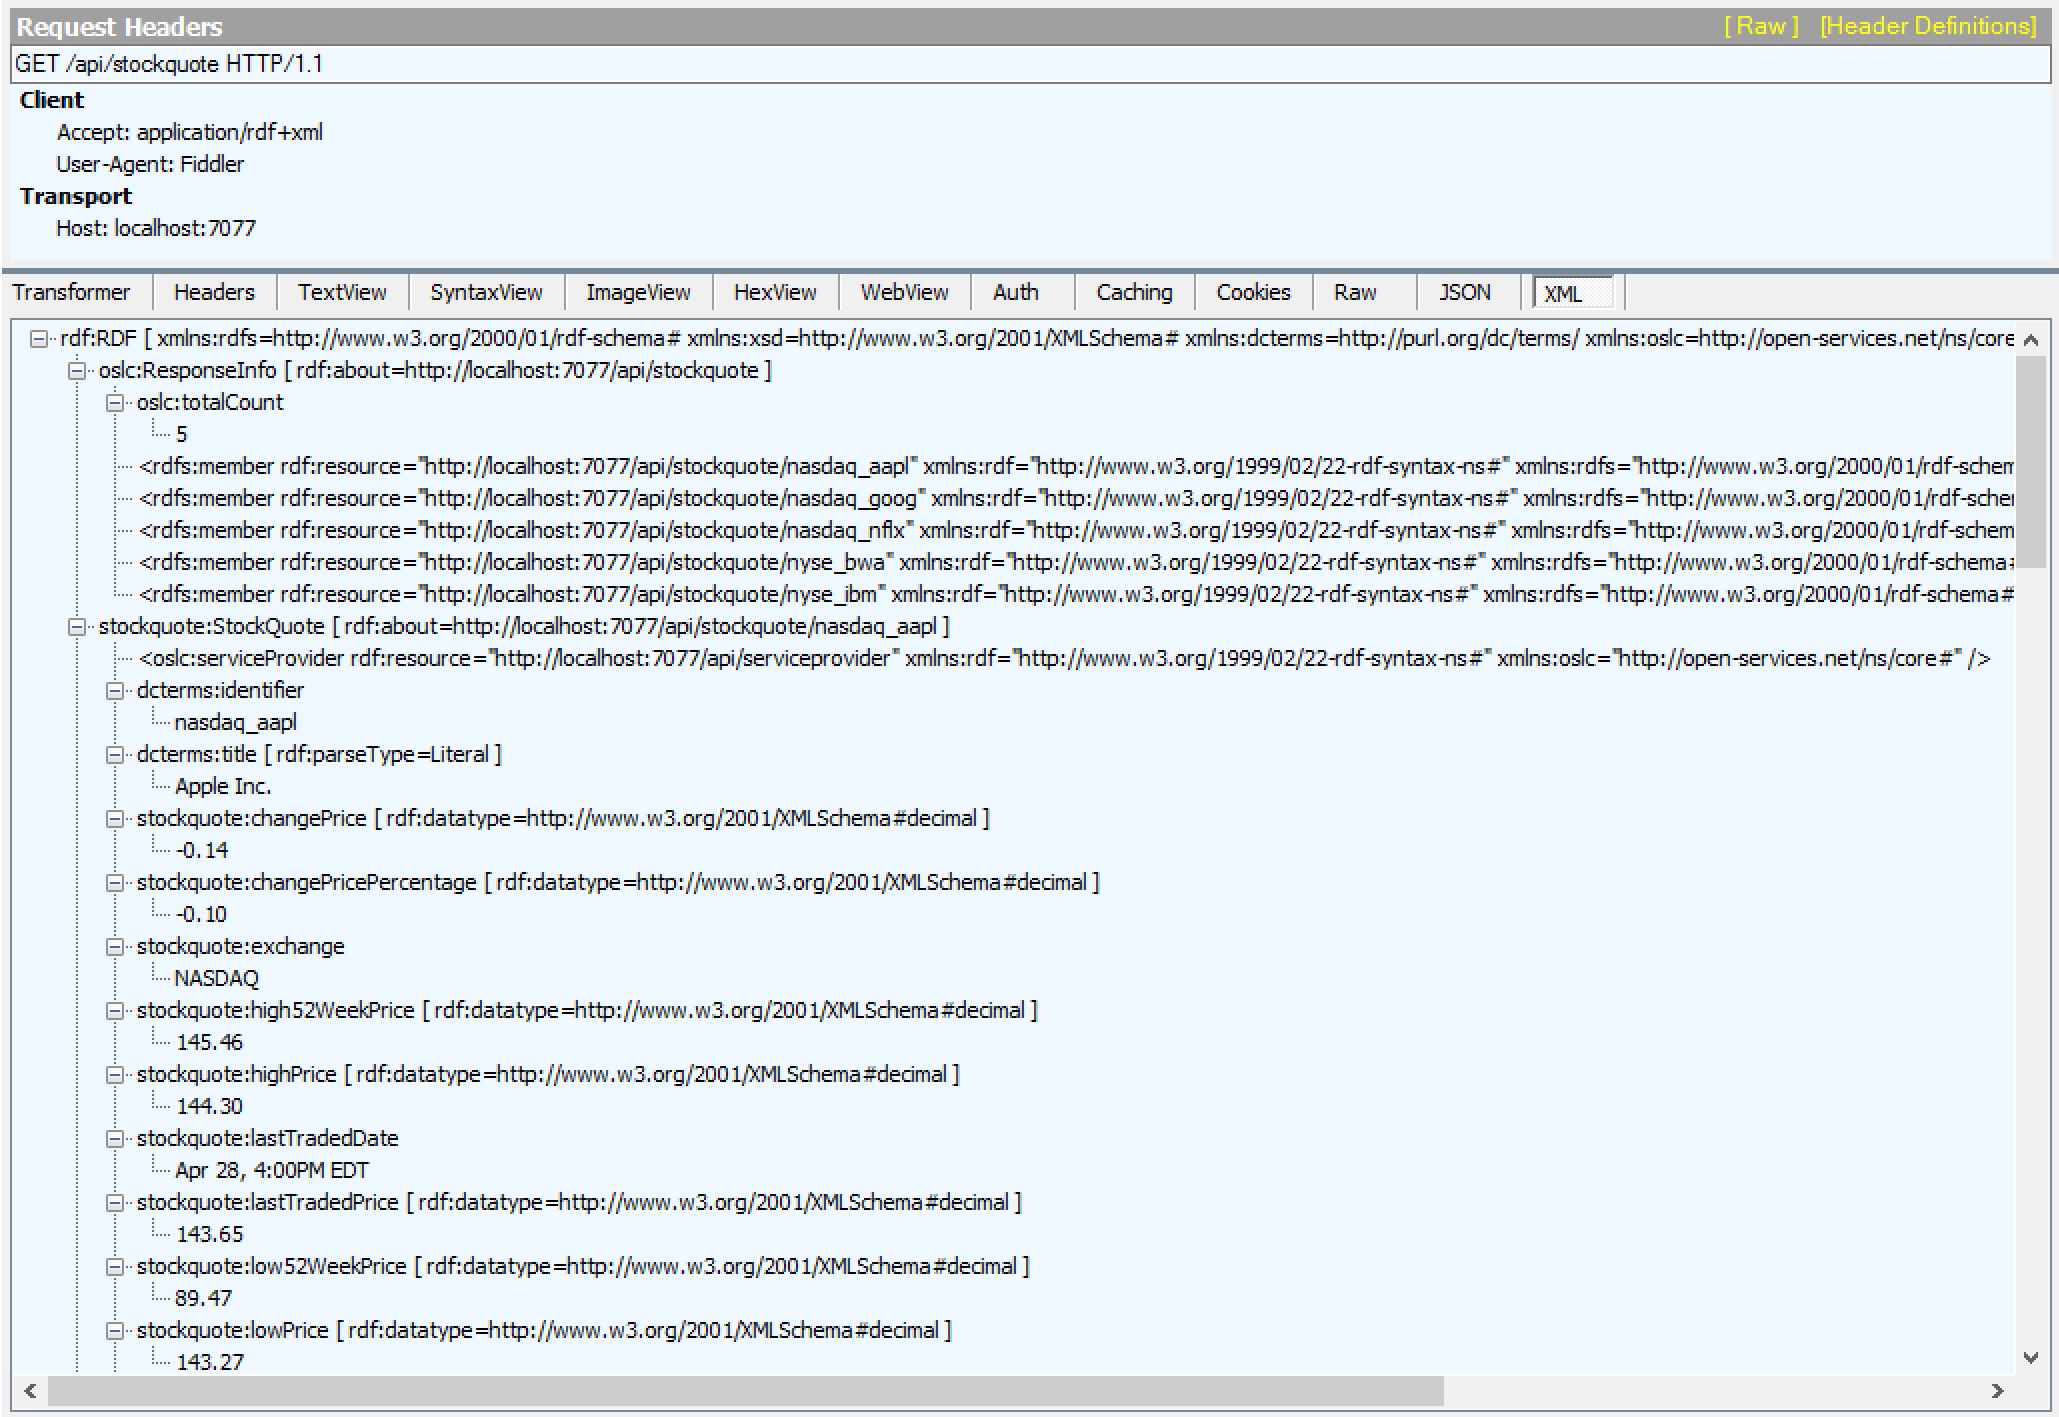 Request Headers [ Raw ] [Header Definitions]
GET /api/stockquote HTTP/1.1
Client
Accept: application/rdf+xml
User-Agent: Fiddler
Transport
Host: localhost:7077
Transformer Headers TextView SyntaxView ImageView HexView WebView Auth Caching Cookies Raw JSON XML
rdf:RDF [ xmlns:rdfs=http://www.w3.org/2000/01/rdf-schema# xmlns:xsd=http://www.w3.org/2001/XMLSchema# xmlns:dcterms=http://purl.org/dc/terms/ xmlns:oslc=http://open-services.net/ns/core
oslc:ResponseInfo [ rdf:about=http://localhost:7077/api/stockquote ]
oslc:totalCount
5
<rdfs:member rdf:resource="http://localhost:7077/api/stockquote/nasdaq_aapl" xmlns:rdf="http://www.w3.org/1999/02/22-rdf-syntax-ns#" xmlns:rdfs="http://www.w3.org/2000/01/rdf-schem
<rdfs:member rdf:resource="http://localhost:7077/api/stockquote/nasdaq_goog" xmlns:rdf="http://www.w3.org/1999/02/22-rdf-syntax-ns#" xmlns:rdfs="http://www.w3.org/2000/01/rdf-schem
<rdfs:member rdf:resource="http://localhost:7077/api/stockquote/nasdaq_nflx" xmlns:rdf="http://www.w3.org/1999/02/22-rdf-syntax-ns#" xmlns:rdfs="http://www.w3.org/2000/01/rdf-schem
<rdfs:member rdf:resource="http://localhost:7077/api/stockquote/nyse_bwa" xmlns:rdf="http://www.w3.org/1999/02/22-rdf-syntax-ns#" xmlns:rdfs="http://www.w3.org/2000/01/rdf-schema#
<rdfs:member rdf:resource="http://localhost:7077/api/stockquote/nyse_ibm" xmlns:rdf="http://www.w3.org/1999/02/22-rdf-syntax-ns#" xmlns:rdfs="http://www.w3.org/2000/01/rdf-schema#
stockquote:StockQuote [ rdf:about=http://localhost:7077/api/stockquote/nasdaq_aapl ]
<oslc:serviceProvider rdf:resource="http://localhost:7077/api/serviceprovider" xmlns:rdf="http://www.w3.org/1999/02/22-rdf-syntax-ns#" xmlns:oslc="http://open-services.net/ns/core#" />
dcterms:identifier
nasdaq_aapl
dcterms:title [ rdf:parseType=Literal ]
Apple Inc.
stockquote:changePrice [ rdf:datatype=http://www.w3.org/2001/XMLSchema#decimal ]
-0.14
stockquote:changePricePercentage [ rdf:datatype=http://www.w3.org/2001/XMLSchema#decimal ]
-0.10
stockquote:exchange
NASDAQ
stockquote:high52WeekPrice [ rdf:datatype=http://www.w3.org/2001/XMLSchema#decimal ]
145.46
stockquote:highPrice [ rdf:datatype=http://www.w3.org/2001/XMLSchema#decimal ]
144.30
stockquote:lastTradedDate
Apr 28, 4:00PM EDT
stockquote:lastTradedPrice [ rdf:datatype=http://www.w3.org/2001/XMLSchema#decimal ]
143.65
stockquote:low52WeekPrice [ rdf:datatype=http://www.w3.org/2001/XMLSchema#decimal ]
89.47
stockquote:lowPrice [ rdf:datatype=http://www.w3.org/2001/XMLSchema#decimal ]
143.27